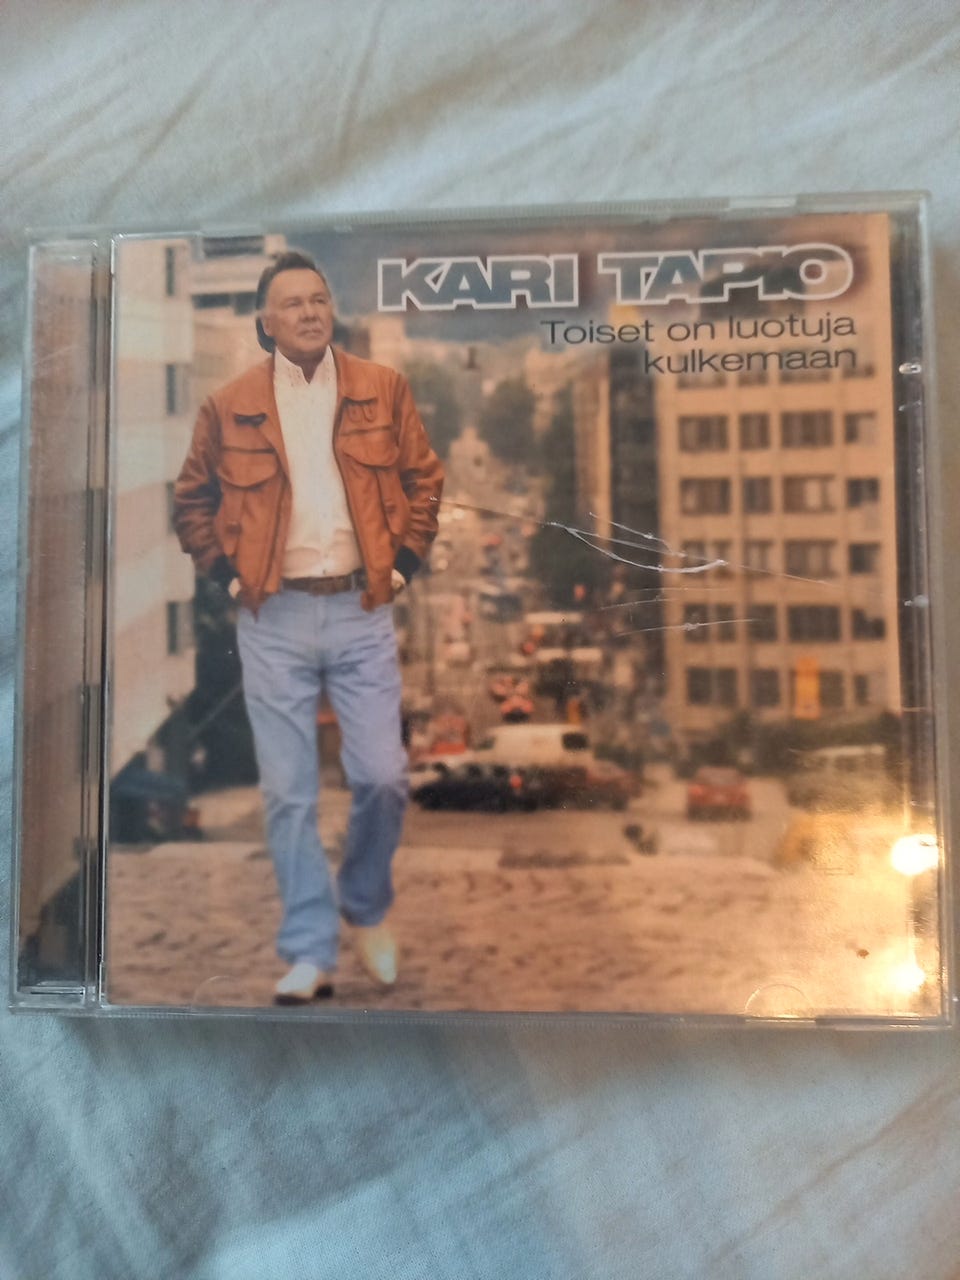 KARI TAPIO
Toiset on luotuja
kulkemaan